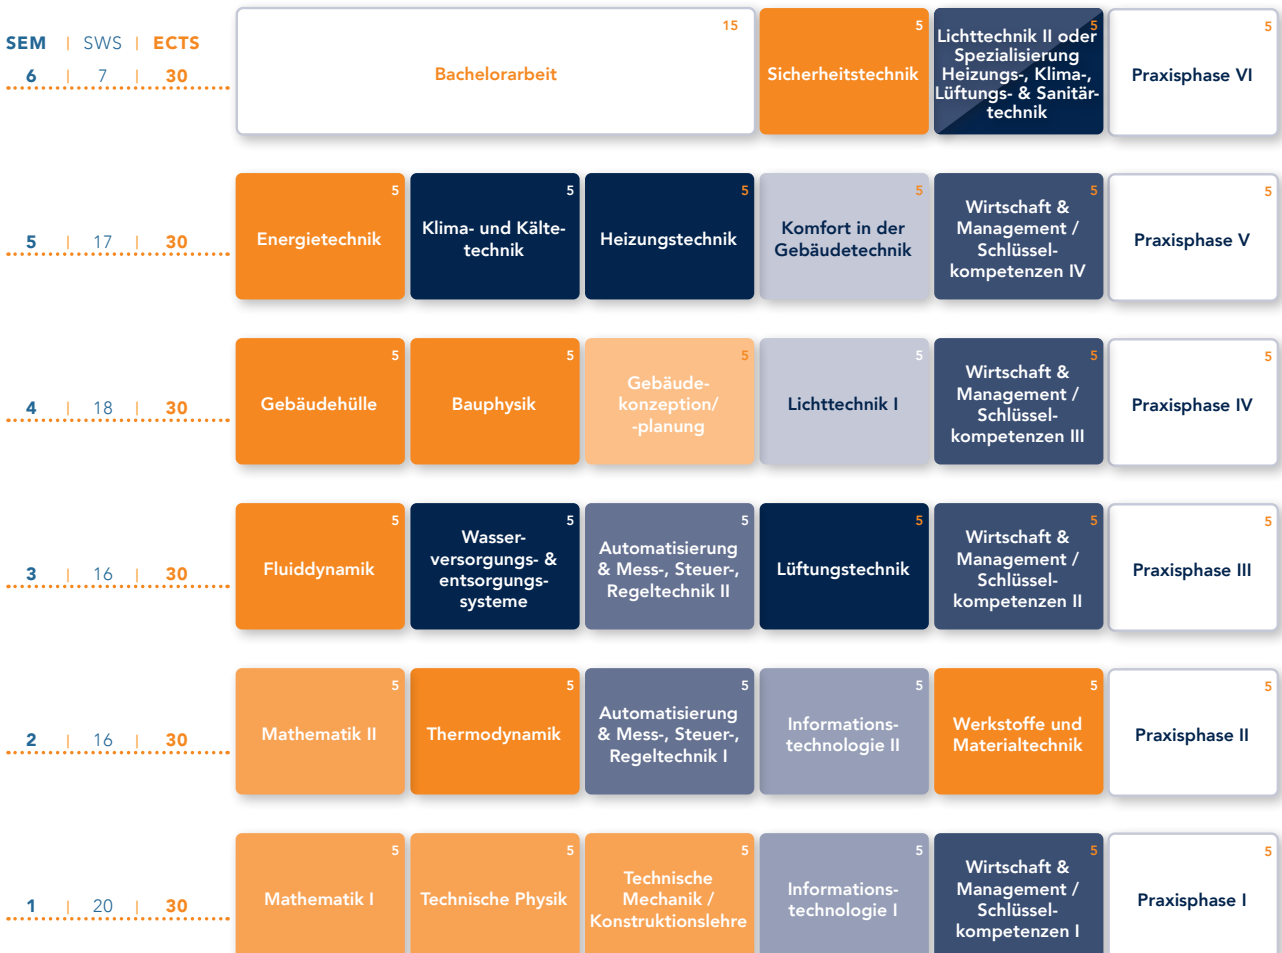 SEM | SWS | ECTS
6 | 7 | 30
15
Bachelorarbeit
5
Sicherheitstechnik
5
Lichttechnik II oder
Spezialisierung
Heizungs-, Klima-,
Lüftungs- & Sanitär-
technik
5
Praxisphase VI
5 | 17 | 30
5
Energietechnik
5
Klima- und Kälte-
technik
5
Heizungstechnik
5
Komfort in der
Gebäudetechnik
5
Wirtschaft &
Management /
Schlüssel-
kompetenzen IV
5
Praxisphase V
4 | 18 | 30
5
Gebäudehülle
5
Bauphysik
5
Gebäude-
konzeption/
-planung
5
Lichttechnik I
5
Wirtschaft &
Management /
Schlüssel-
kompetenzen III
5
Praxisphase IV
3 | 16 | 30
5
Fluiddynamik
5
Wasser-
versorgungs- &
entsorgungs-
systeme
5
Automatisierung
& Mess-, Steuer-,
Regeltechnik II
5
Lüftungstechnik
5
Wirtschaft &
Management /
Schlüssel-
kompetenzen II
5
Praxisphase III
2 | 16 | 30
5
Mathematik II
5
Thermodynamik
5
Automatisierung
& Mess-, Steuer-,
Regeltechnik I
5
Informations-
technologie II
5
Werkstoffe und
Materialtechnik
5
Praxisphase II
1 | 20 | 30
5
Mathematik I
5
Technische Physik
5
Technische
Mechanik /
Konstruktionslehre
5
Informations-
technologie I
5
Wirtschaft &
Management /
Schlüssel-
kompetenzen I
5
Praxisphase I